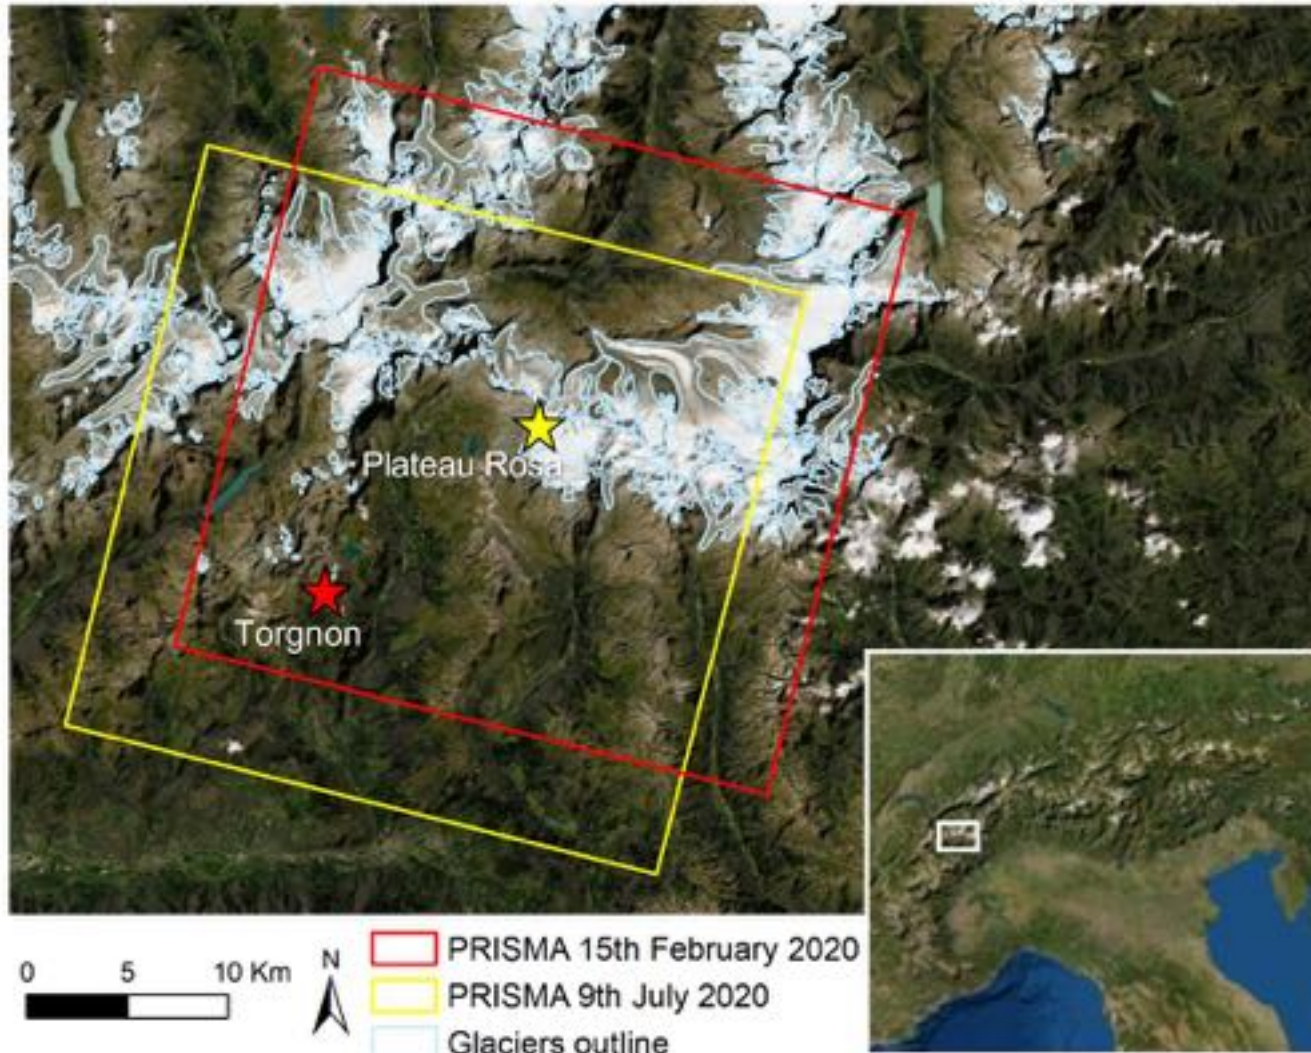 Plateau Rosa
Torgnon
0 5 10 Km
N
PRISMA 15th February 2020
PRISMA 9th July 2020
Glaciers outline